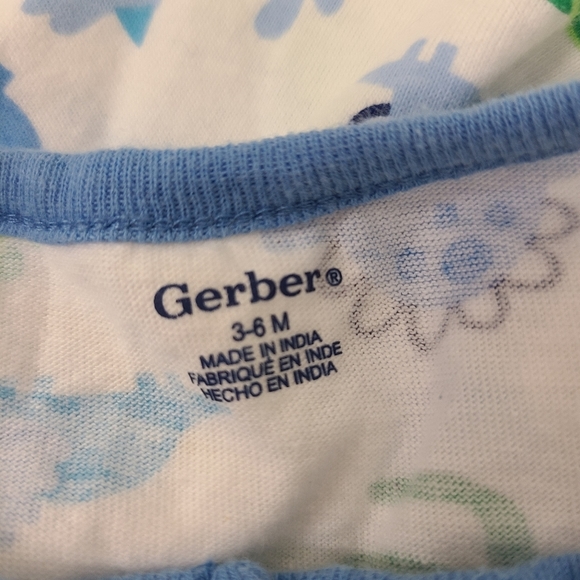 Gerber®
3-6 M
MADE IN INDIA
FABRIQUÉ EN INDE
HECHO EN INDIA